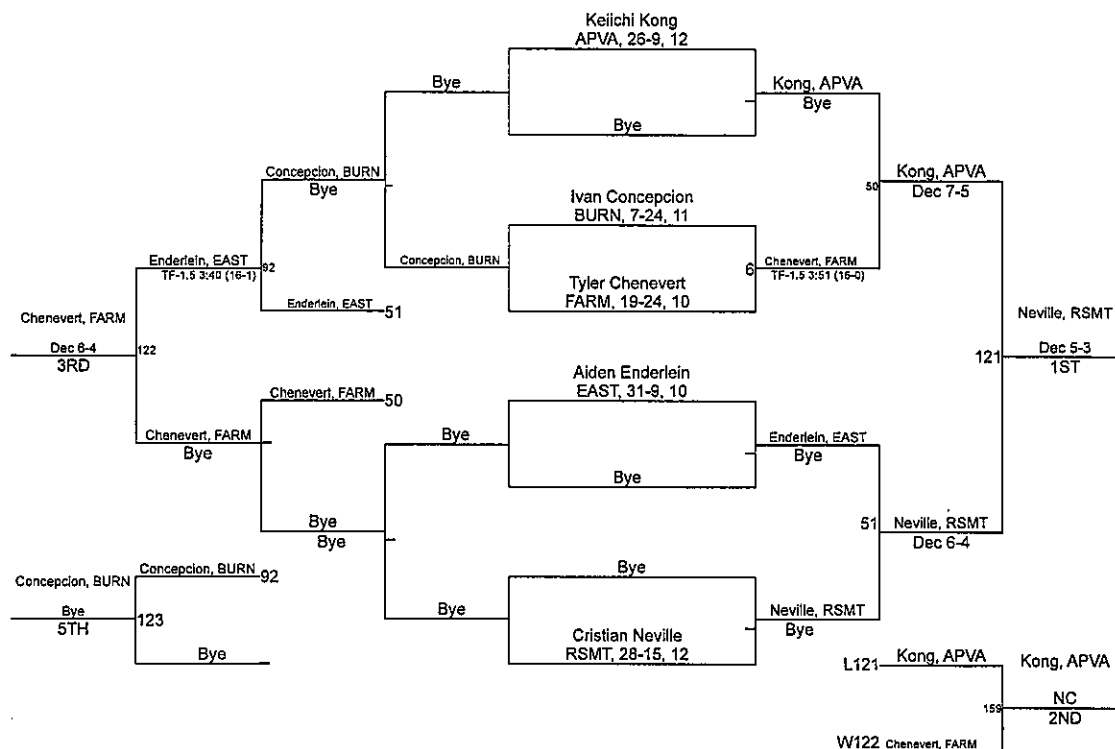 Keiichi Kong
APVA, 26-9, 12
Bye
Kong, APVA
Bye
Bye
Concepcion, BURN
Bye
Kong, APVA
50
Dec 7-5
Ivan Concepcion
BURN, 7-24, 11
Enderlein, EAST
92
TF-1.5 3:40 (16-1)
Concepcion, BURN
6
Chenevert, FARM
TF-1.5 3:51 (16-0)
Tyler Chenevert
FARM, 19-24, 10
Enderlein, EAST
51
Chenevert, FARM
Dec 6-4
3RD
122
Neville, RSMT
121
Dec 5-3
1ST
Aiden Enderlein
EAST, 31-9, 10
Chenevert, FARM
50
Chenevert, FARM
Bye
Bye
Enderlein, EAST
Bye
Bye
51
Neville, RSMT
Dec 6-4
Bye
Bye
Concepcion, BURN
92
Bye
Concepcion, BURN
Bye
5TH
123
Bye
Neville, RSMT
Bye
Cristian Neville
RSMT, 28-15, 12
Bye
L121
Kong, APVA
Kong, APVA
159
NC
2ND
W122
Chenevert, FARM